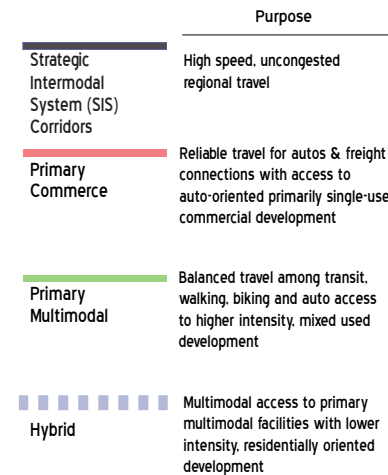 Purpose
Strategic
Intermodal
System (SIS)
Corridors
High speed, uncongested
regional travel
Primary
Commerce
Reliable travel for autos & freight
connections with access to
auto-oriented primarily single-use
commercial development
Primary
Multimodal
Balanced travel among transit,
walking, biking and auto access
to higher intensity, mixed used
development
Hybrid
Multimodal access to primary
multimodal facilities with lower
intensity, residentially oriented
development